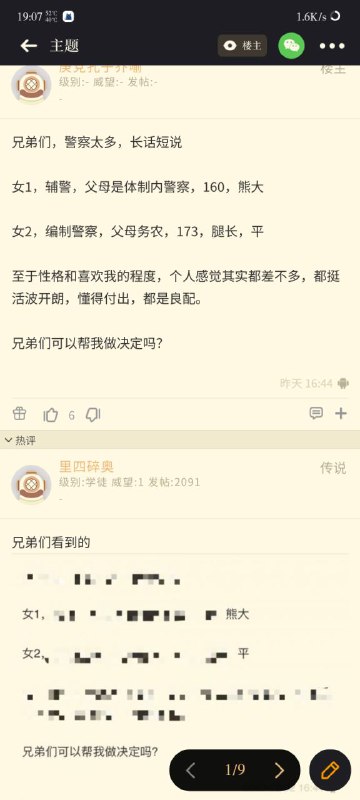 19:07 52℃ 40℃ 1.6K/s
主题 楼主
楼主
级别:- 威望:- 发帖:-
-
兄弟们，警察太多，长话短说
女1，辅警，父母是体制内警察，160，熊大
女2，编制警察，父母务农，173，腿长，平
至于性格和喜欢我的程度，个人感觉其实都差不多，都挺
活波开朗，懂得付出，都是良配。
兄弟们可以帮我做决定吗?
昨天 16:44
6
热评
里四碎奥 传说
级别:学徒 威望:1 发帖:2091
-
兄弟们看到的
女1， 熊大
女2， 平
兄弟们可以帮我做决定吗?
1/9